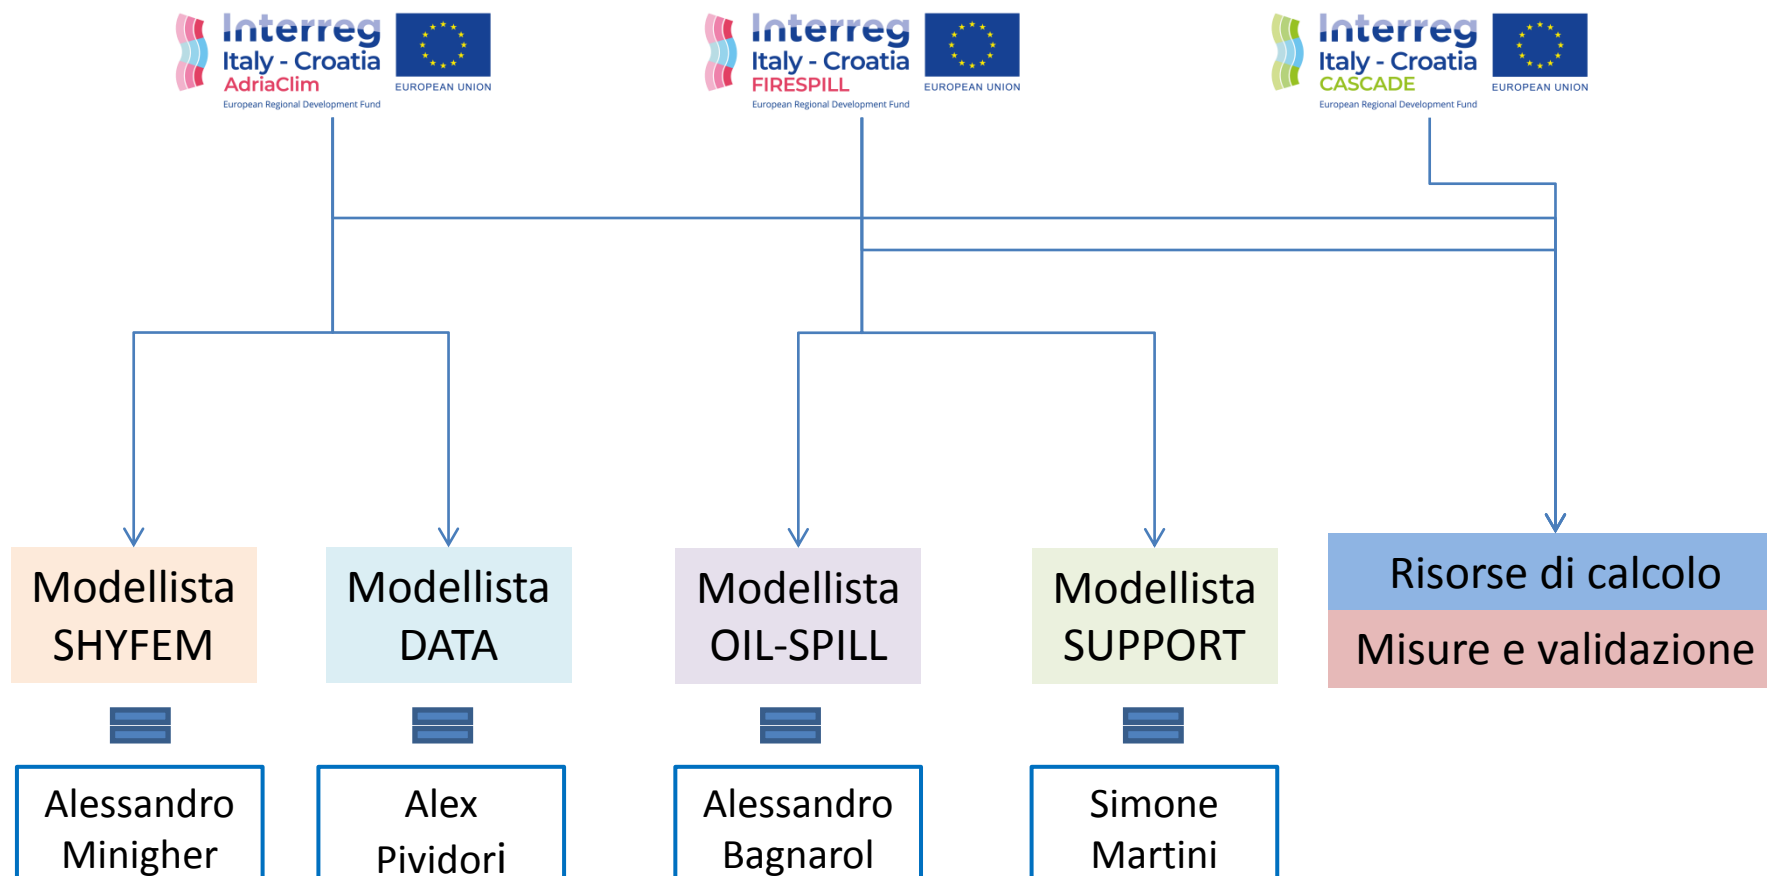 Interreg
Italy - Croatia
AdriaClim
European Regional Development Fund
EUROPEAN UNION
Interreg
Italy - Croatia
FIRESPILL
European Regional Development Fund
EUROPEAN UNION
Interreg
Italy - Croatia
CASCADE
European Regional Development Fund
EUROPEAN UNION
Modellista
SHYFEM
Modellista
DATA
Modellista
OIL-SPILL
Modellista
SUPPORT
Risorse di calcolo
Misure e validazione
Alessandro
Minigher
Alex
Pividori
Alessandro
Bagnarol
Simone
Martini